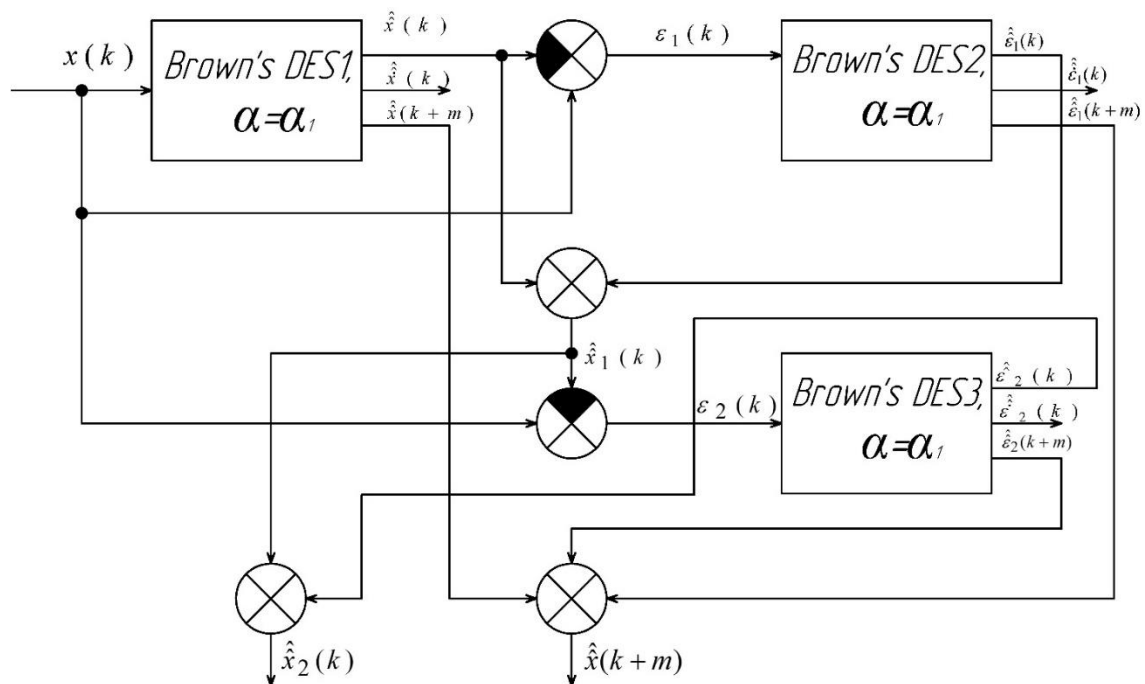 x(k)
Brown's DES1,
α=α₁
x̂̂(k)
x̂̇̂(k)
x̂̂(k+m)
ε₁(k)
Brown's DES2,
α=α₁
ε̂̂₁(k)
ε̂̇̂₁(k)
ε̂̂₁(k+m)
x̂̂₁(k)
ε₂(k)
Brown's DES3,
α=α₁
ε̂̂₂(k)
ε̂̇̂₂(k)
ε̂̂₂(k+m)
x̂̂₂(k)
x̂̂(k+m)